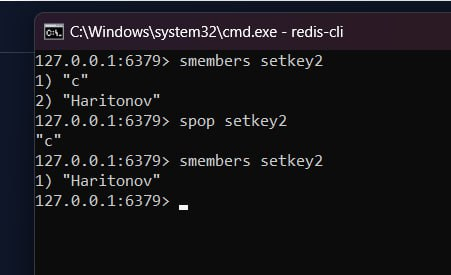 C:\Windows\system32\cmd.exe - redis-cli
127.0.0.1:6379> smembers setkey2
1) "c"
2) "Haritonov"
127.0.0.1:6379> spop setkey2
"c"
127.0.0.1:6379> smembers setkey2
1) "Haritonov"
127.0.0.1:6379>